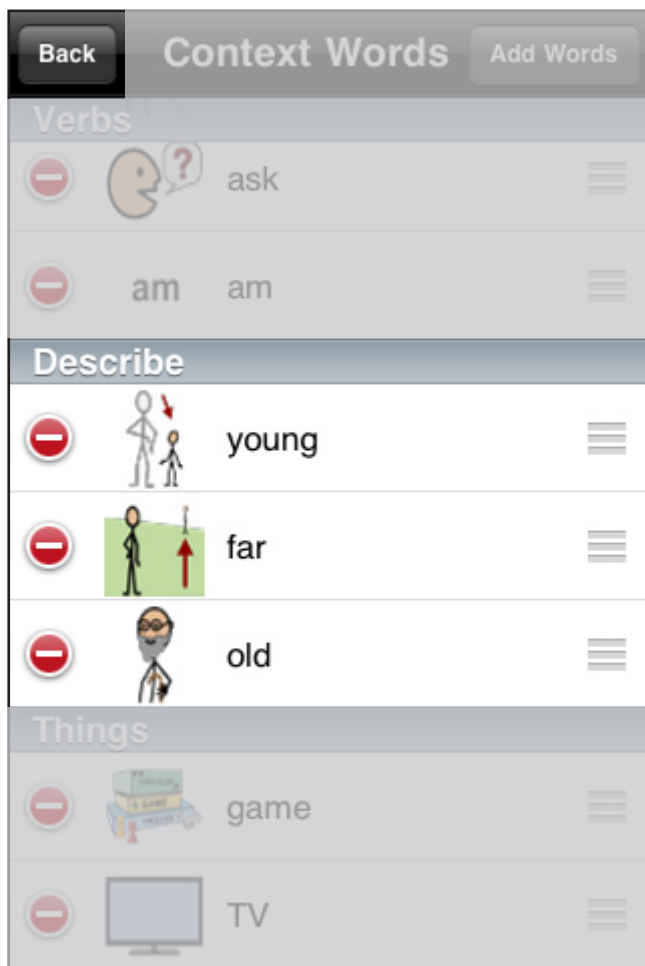 Back Context Words Add Words
Verbs
? ask
am am
Describe
young
far
old
Things
game
TV